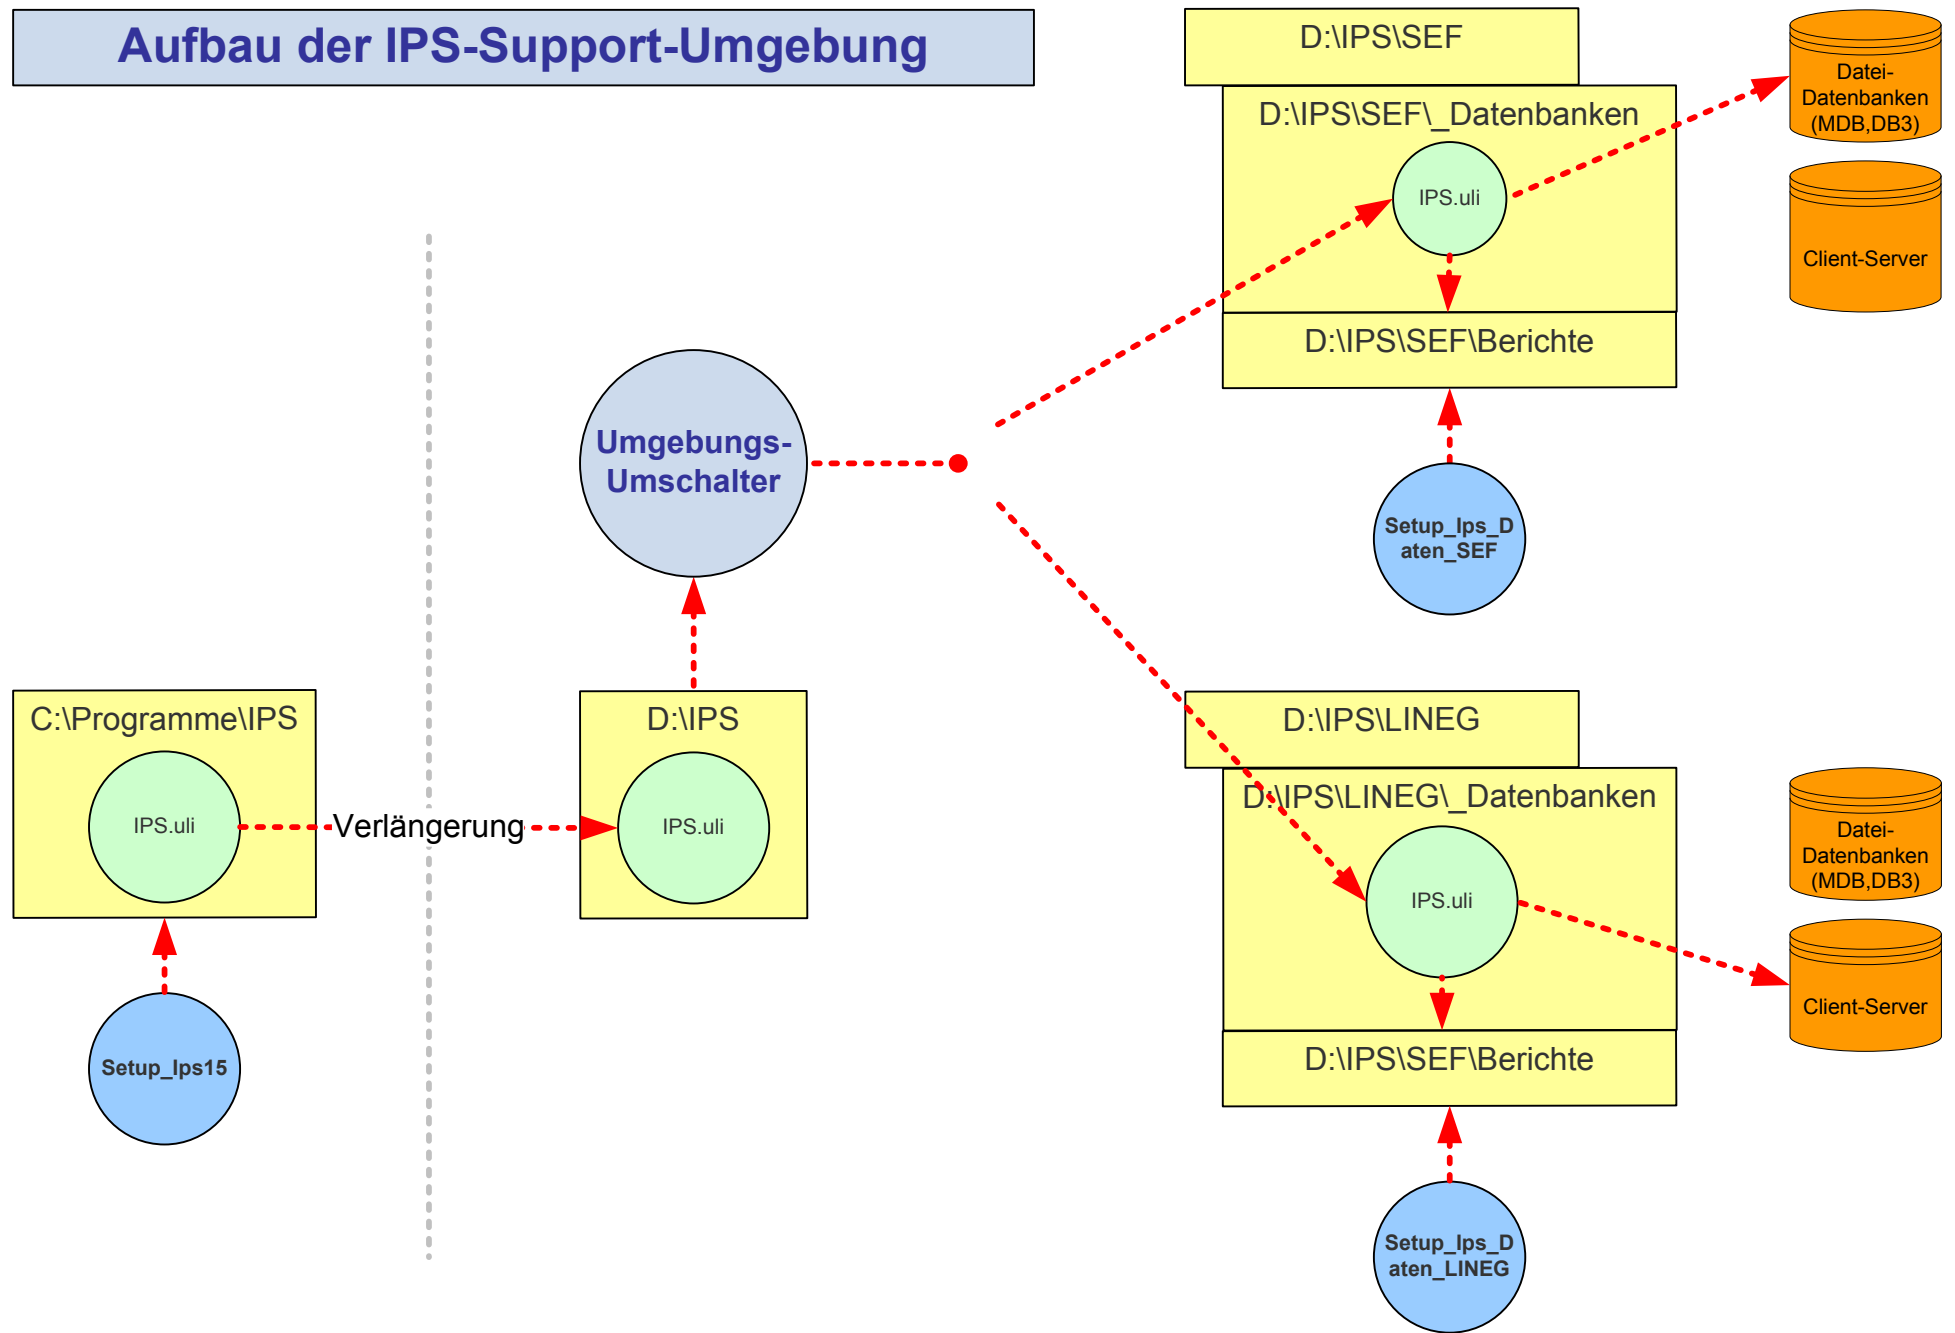 Aufbau der IPS-Support-Umgebung
D:\IPS\SEF
D:\IPS\SEF\_Datenbanken
IPS.uli
D:\IPS\SEF\Berichte
Setup_Ips_D
aten_SEF
Datei-
Datenbanken
(MDB,DB3)
Client-Server
Umgebungs-
Umschalter
C:\Programme\IPS
IPS.uli
Verlängerung
D:\IPS
IPS.uli
Setup_Ips15
D:\IPS\LINEG
D:\IPS\LINEG\_Datenbanken
IPS.uli
D:\IPS\SEF\Berichte
Setup_Ips_D
aten_LINEG
Datei-
Datenbanken
(MDB,DB3)
Client-Server